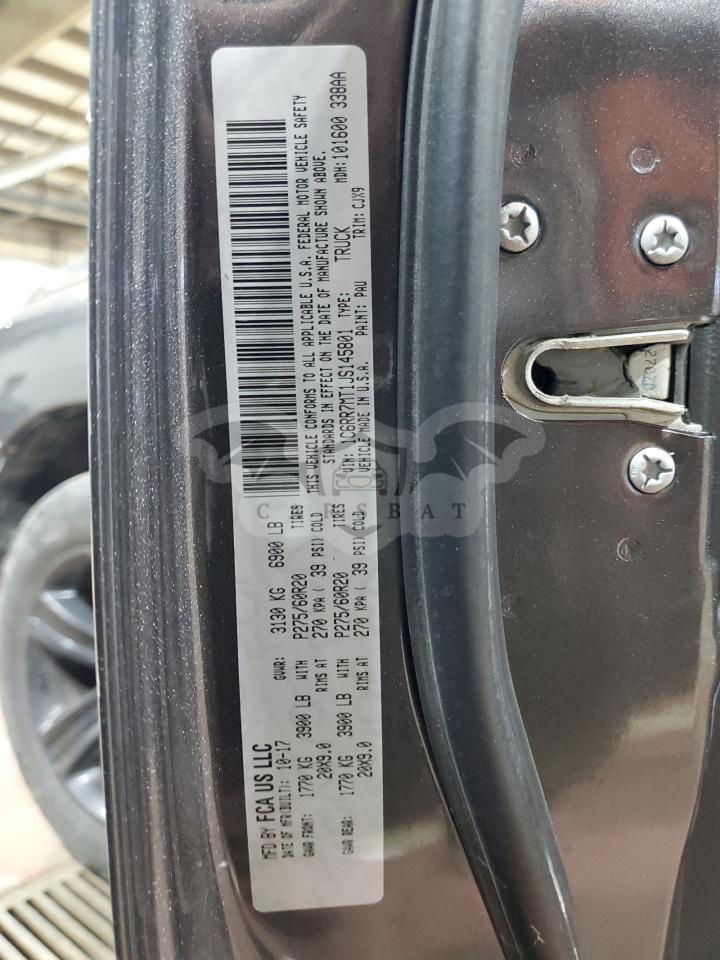 MFD BY FCA US LLC
DATE OF MFR(BUILT): 10-17 GVWR: 3130 KG 6900 LB
GAWR FRONT: 1770 KG 3900 LB WITH P275/60R20 TIRES
20X9.0 RIMS AT 270 KPA( 39 PSI) COLD
GAWR REAR: 1770 KG 3900 LB WITH P275/60R20 TIRES
20X9.0 RIMS AT 270 KPA( 39 PSI) COLD
THIS VEHICLE CONFORMS TO ALL APPLICABLE U.S.A. FEDERAL MOTOR VEHICLE SAFETY
STANDARDS IN EFFECT ON THE DATE OF MANUFACTURE SHOWN ABOVE.
VIN: 1C6RR7MT1JS145801 TYPE: TRUCK MDH:101600 338AA
VEHICLE MADE IN U.S.A. PAINT: PAU TRIM: CJX9